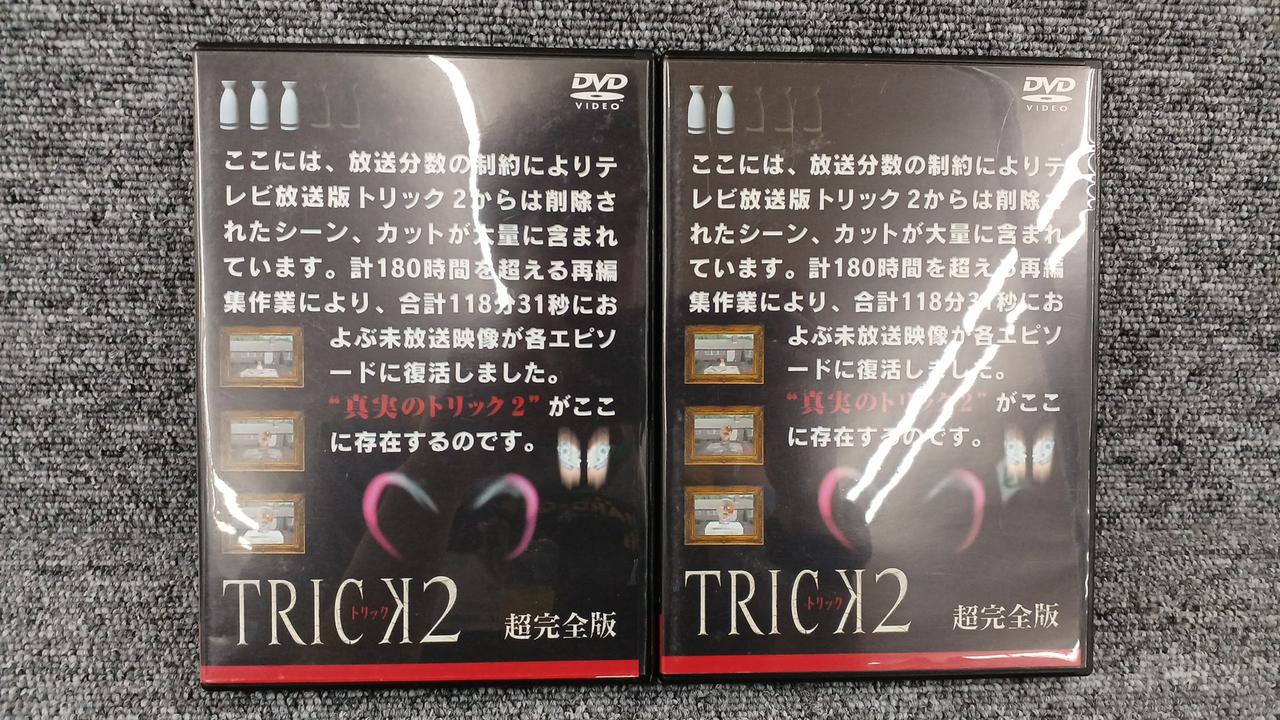 DVD
VIDEO
ここには、放送分数の制約によりテ
レビ放送版トリック2からは削除さ
れたシーン、カットが大量に含まれ
ています。計180時間を超える再編
集作業により、合計118分31秒にお
よぶ未放送映像が各エピソ
ードに復活しました。
“真実のトリック2”がここ
に存在するのです。
TRICK2
トリック
超完全版
DVD
VIDEO
ここには、放送分数の制約によりテ
レビ放送版トリック2からは削除さ
れたシーン、カットが大量に含まれ
ています。計180時間を超える再編
集作業により、合計118分31秒にお
よぶ未放送映像が各エピソ
ードに復活しました。
“真実のトリック2”がここ
に存在するのです。
TRICK2
トリック
超完全版